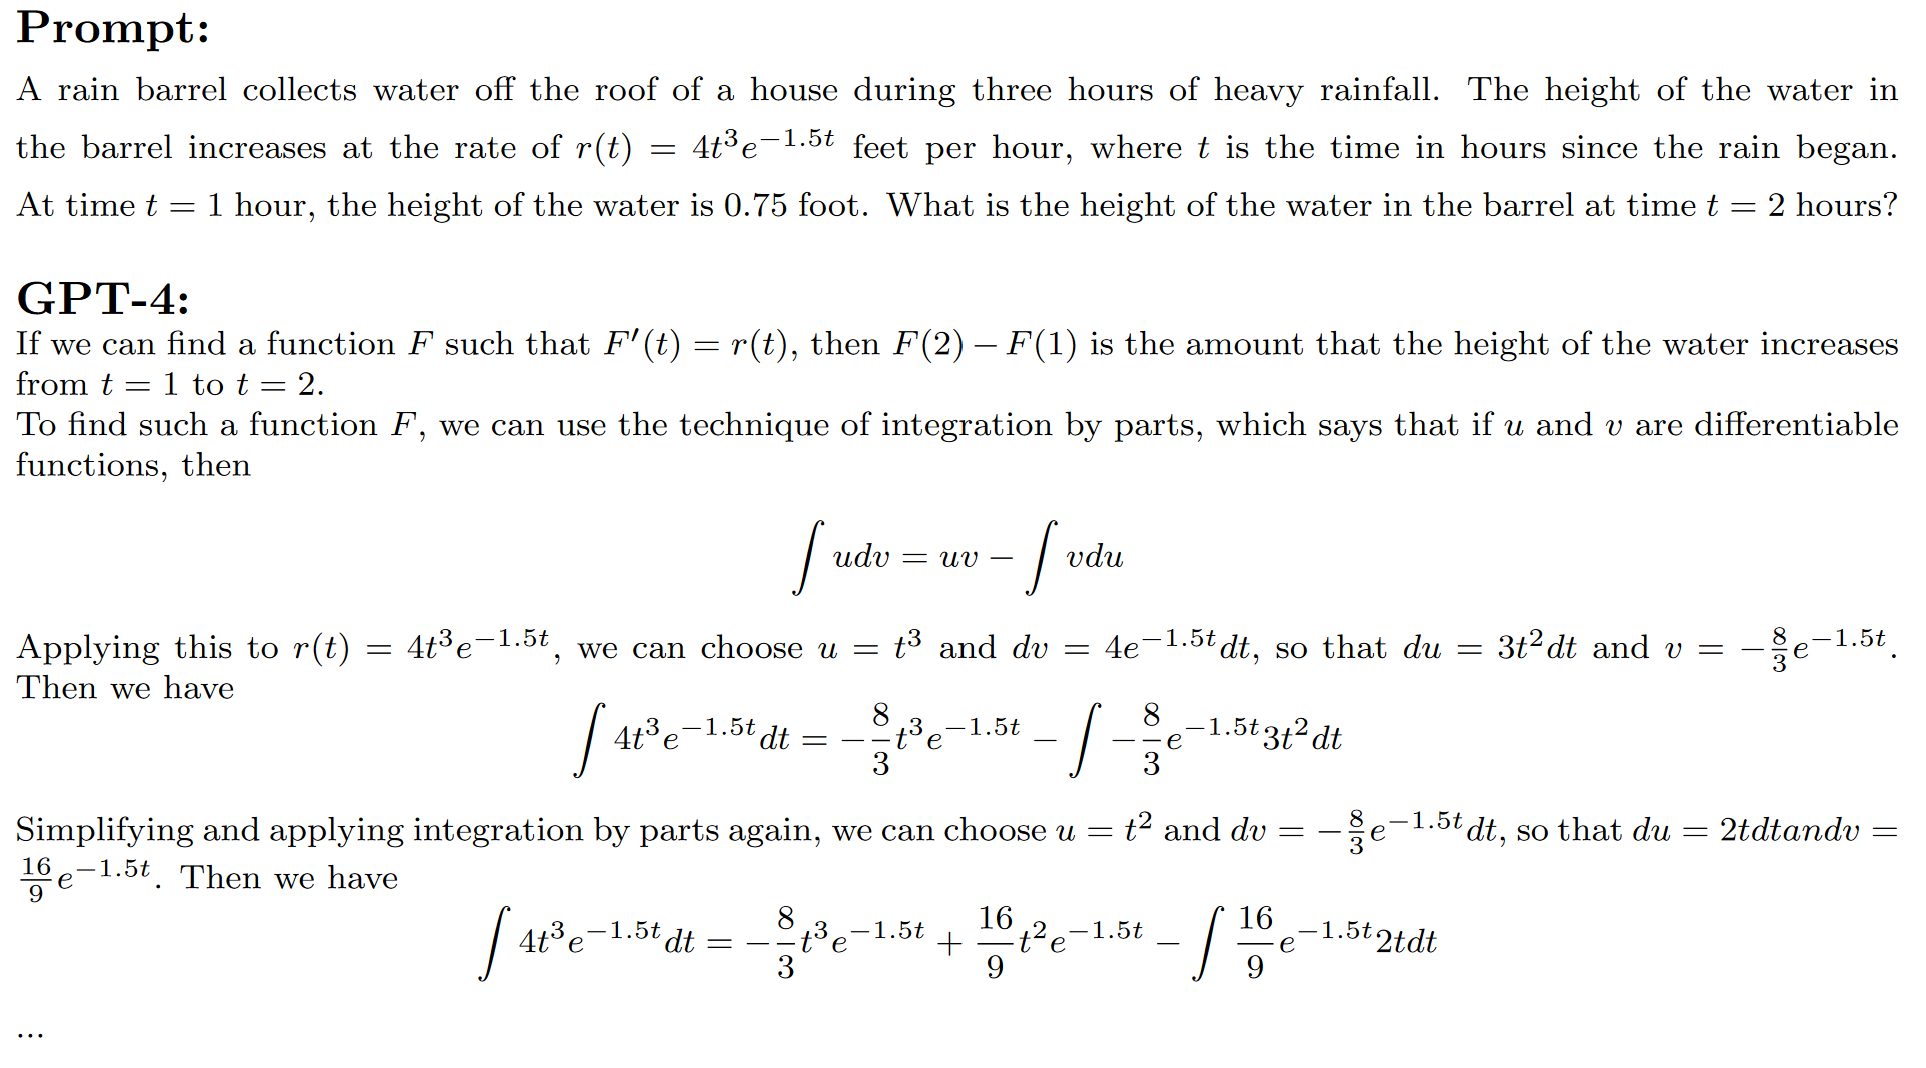 Prompt:
A rain barrel collects water off the roof of a house during three hours of heavy rainfall. The height of the water in
the barrel increases at the rate of $r(t) = 4t^3e^{-1.5t}$ feet per hour, where $t$ is the time in hours since the rain began.
At time $t = 1$ hour, the height of the water is 0.75 foot. What is the height of the water in the barrel at time $t = 2$ hours?
GPT-4:
If we can find a function $F$ such that $F'(t) = r(t)$, then $F(2) - F(1)$ is the amount that the height of the water increases
from $t = 1$ to $t = 2$.
To find such a function $F$, we can use the technique of integration by parts, which says that if $u$ and $v$ are differentiable
functions, then
$\int udv = uv - \int vdu$
Applying this to $r(t) = 4t^3e^{-1.5t}$, we can choose $u = t^3$ and $dv = 4e^{-1.5t}dt$, so that $du = 3t^2dt$ and $v = -\frac{8}{3}e^{-1.5t}$.
Then we have
$\int 4t^3e^{-1.5t}dt = -\frac{8}{3}t^3e^{-1.5t} - \int -\frac{8}{3}e^{-1.5t}3t^2dt$
Simplifying and applying integration by parts again, we can choose $u = t^2$ and $dv = -\frac{8}{3}e^{-1.5t}dt$, so that $du = 2tdtandv =$
$\frac{16}{9}e^{-1.5t}$. Then we have
$\int 4t^3e^{-1.5t}dt = -\frac{8}{3}t^3e^{-1.5t} + \frac{16}{9}t^2e^{-1.5t} - \int \frac{16}{9}e^{-1.5t}2tdt$
...